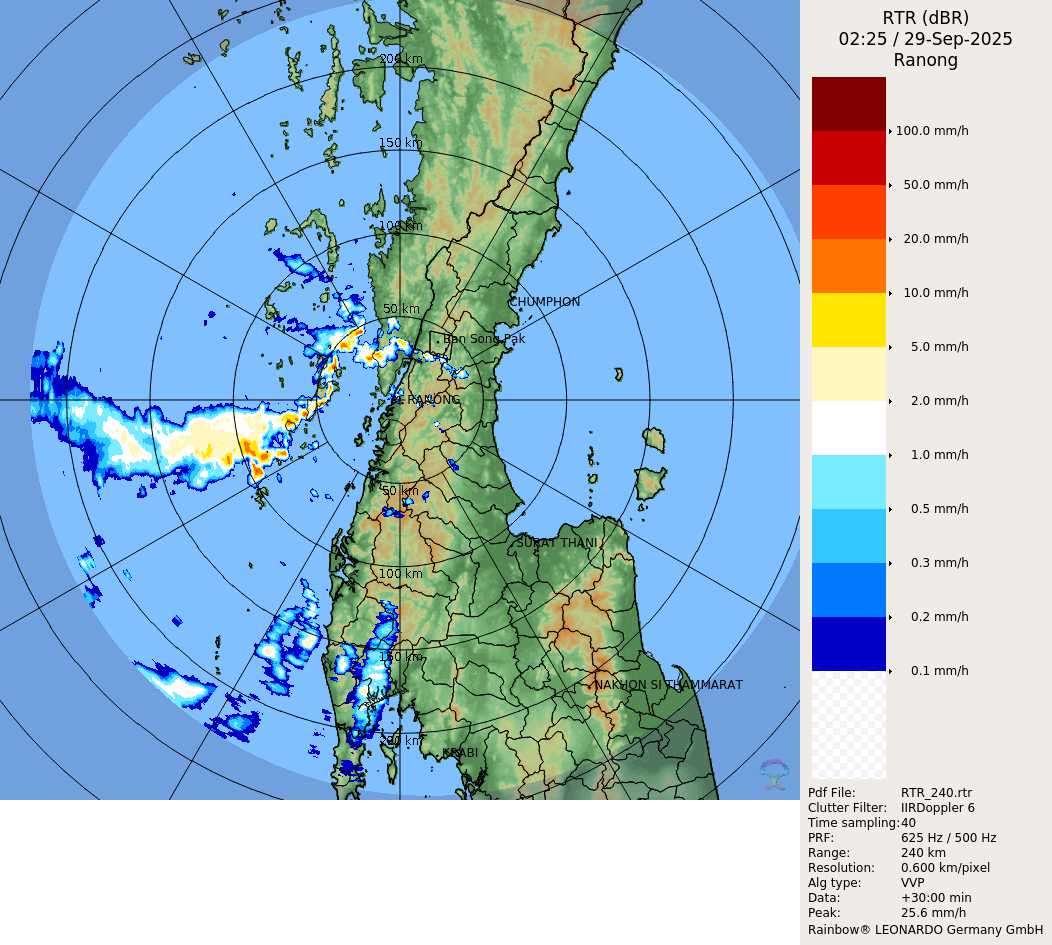 RTR (dBR)
02:25 / 29-Sep-2025
Ranong
200 km
150 km
100 km
50 km
CHUMPHON
Ban Song Pak
RANONG
50 km
SURAT THANI
100 km
150 km
NAKHON SI THAMMARAT
200 km
KRABI
100.0 mm/h
50.0 mm/h
20.0 mm/h
10.0 mm/h
5.0 mm/h
2.0 mm/h
1.0 mm/h
0.5 mm/h
0.3 mm/h
0.2 mm/h
0.1 mm/h
Pdf File: RTR_240.rtr
Clutter Filter: IIRDoppler 6
Time sampling: 40
PRF: 625 Hz / 500 Hz
Range: 240 km
Resolution: 0.600 km/pixel
Alg type: VVP
Data: +30:00 min
Peak: 25.6 mm/h
Rainbow® LEONARDO Germany GmbH